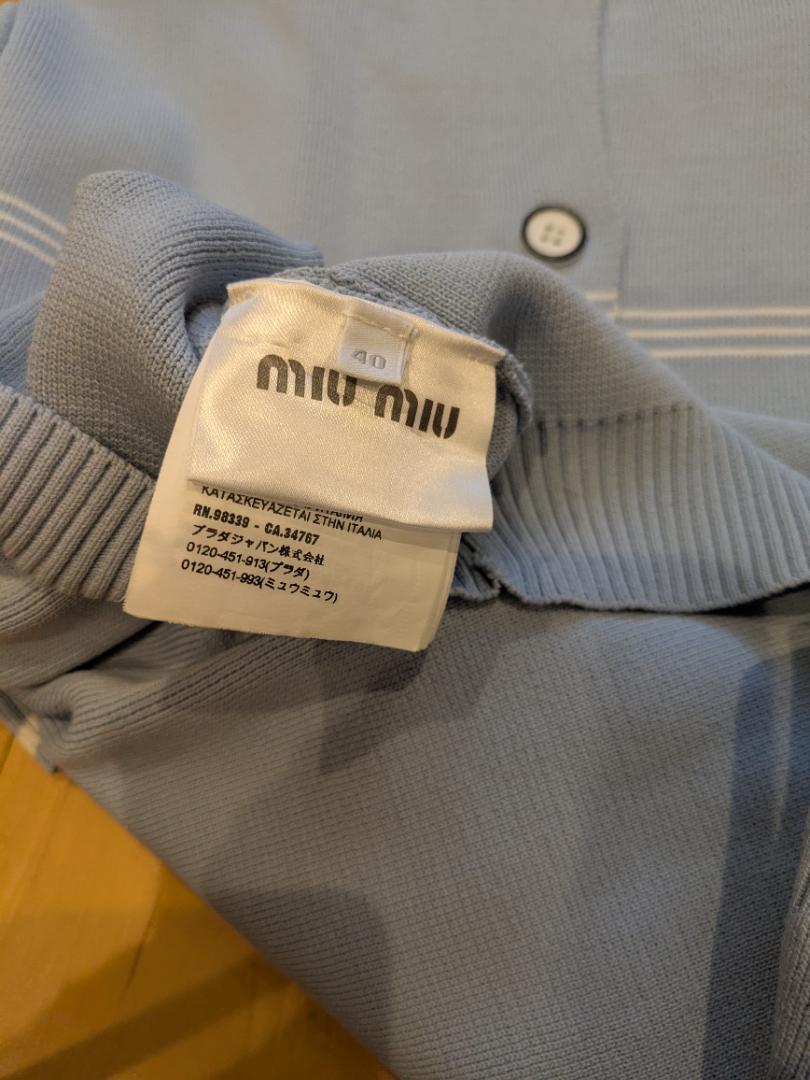 40
miu miu
ΚΑΤΑΣΚΕΥΑΖΕΤΑΙ ΣΤΗΝ ΙΤΑΛΙΑ
RN.98339 - CA.34767
プラダジャパン株式会社
0120-451-913(プラダ)
0120-451-993(ミュウミュウ)